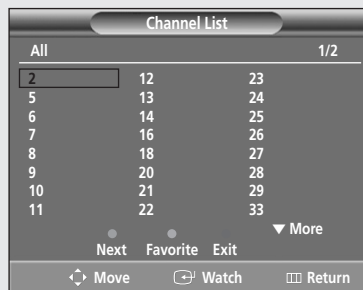 Channel List
All 1/2
2 12 23
5 13 24
6 14 25
7 16 26
8 18 27
9 20 28
10 21 29
11 22 33
▼ More
Next Favorite Exit
Move Watch Return